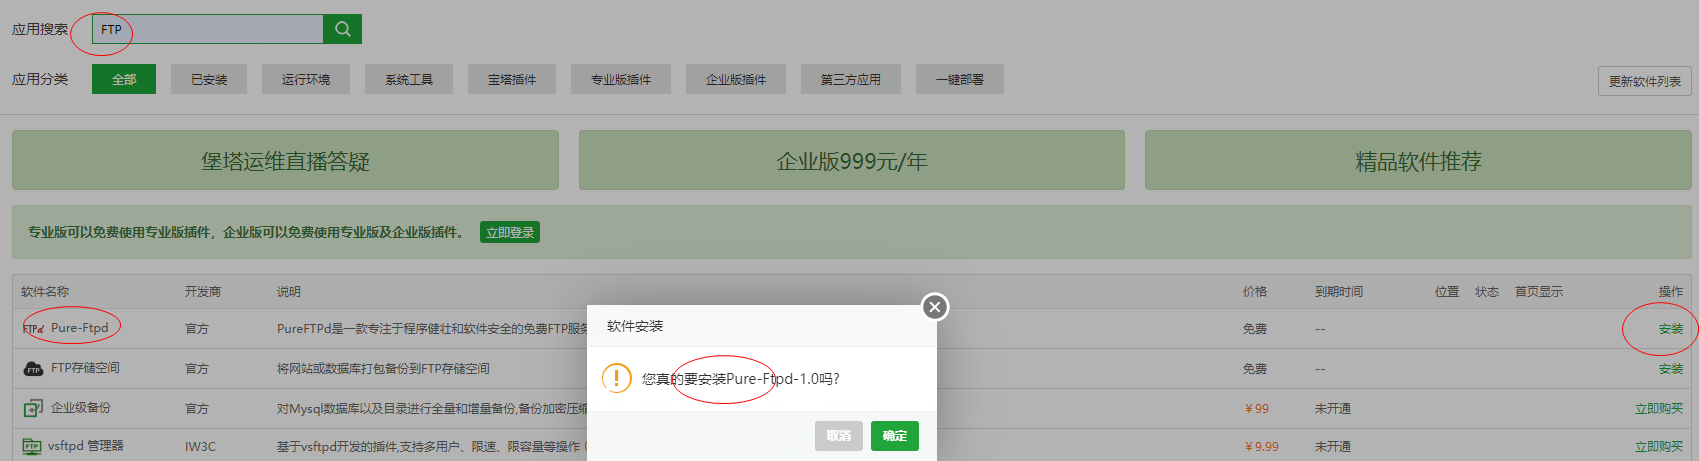 应用搜索 FTP
应用分类 全部 已安装 运行环境 系统工具 宝塔插件 专业版插件 企业版插件 第三方应用 一键部署 更新软件列表
堡塔运维直播答疑 企业版999元/年 精品软件推荐
专业版可以免费使用专业版插件，企业版可以免费使用专业版及企业版插件。 立即登录
软件名称 开发商 说明 价格 到期时间 位置 状态 首页显示 操作
软件安装
FTPd Pure-Ftpd 官方 PureFTPd是一款专注于程序健壮和软件安全的免费FTP服务 免费 -- 安装
FTP FTP存储空间 官方 将网站或数据库打包备份到FTP存储空间 免费 -- 安装
您真的要安装Pure-Ftpd-1.0吗?
企业级备份 官方 对Mysql数据库以及目录进行全量和增量备份,备份加密压缩 ￥99 未开通 立即购买
取消 确定
FTP vsftpd 管理器 IW3C 基于vsftpd开发的插件,支持多用户、限速、限容量等操作（ ￥9.99 未开通 立即购买